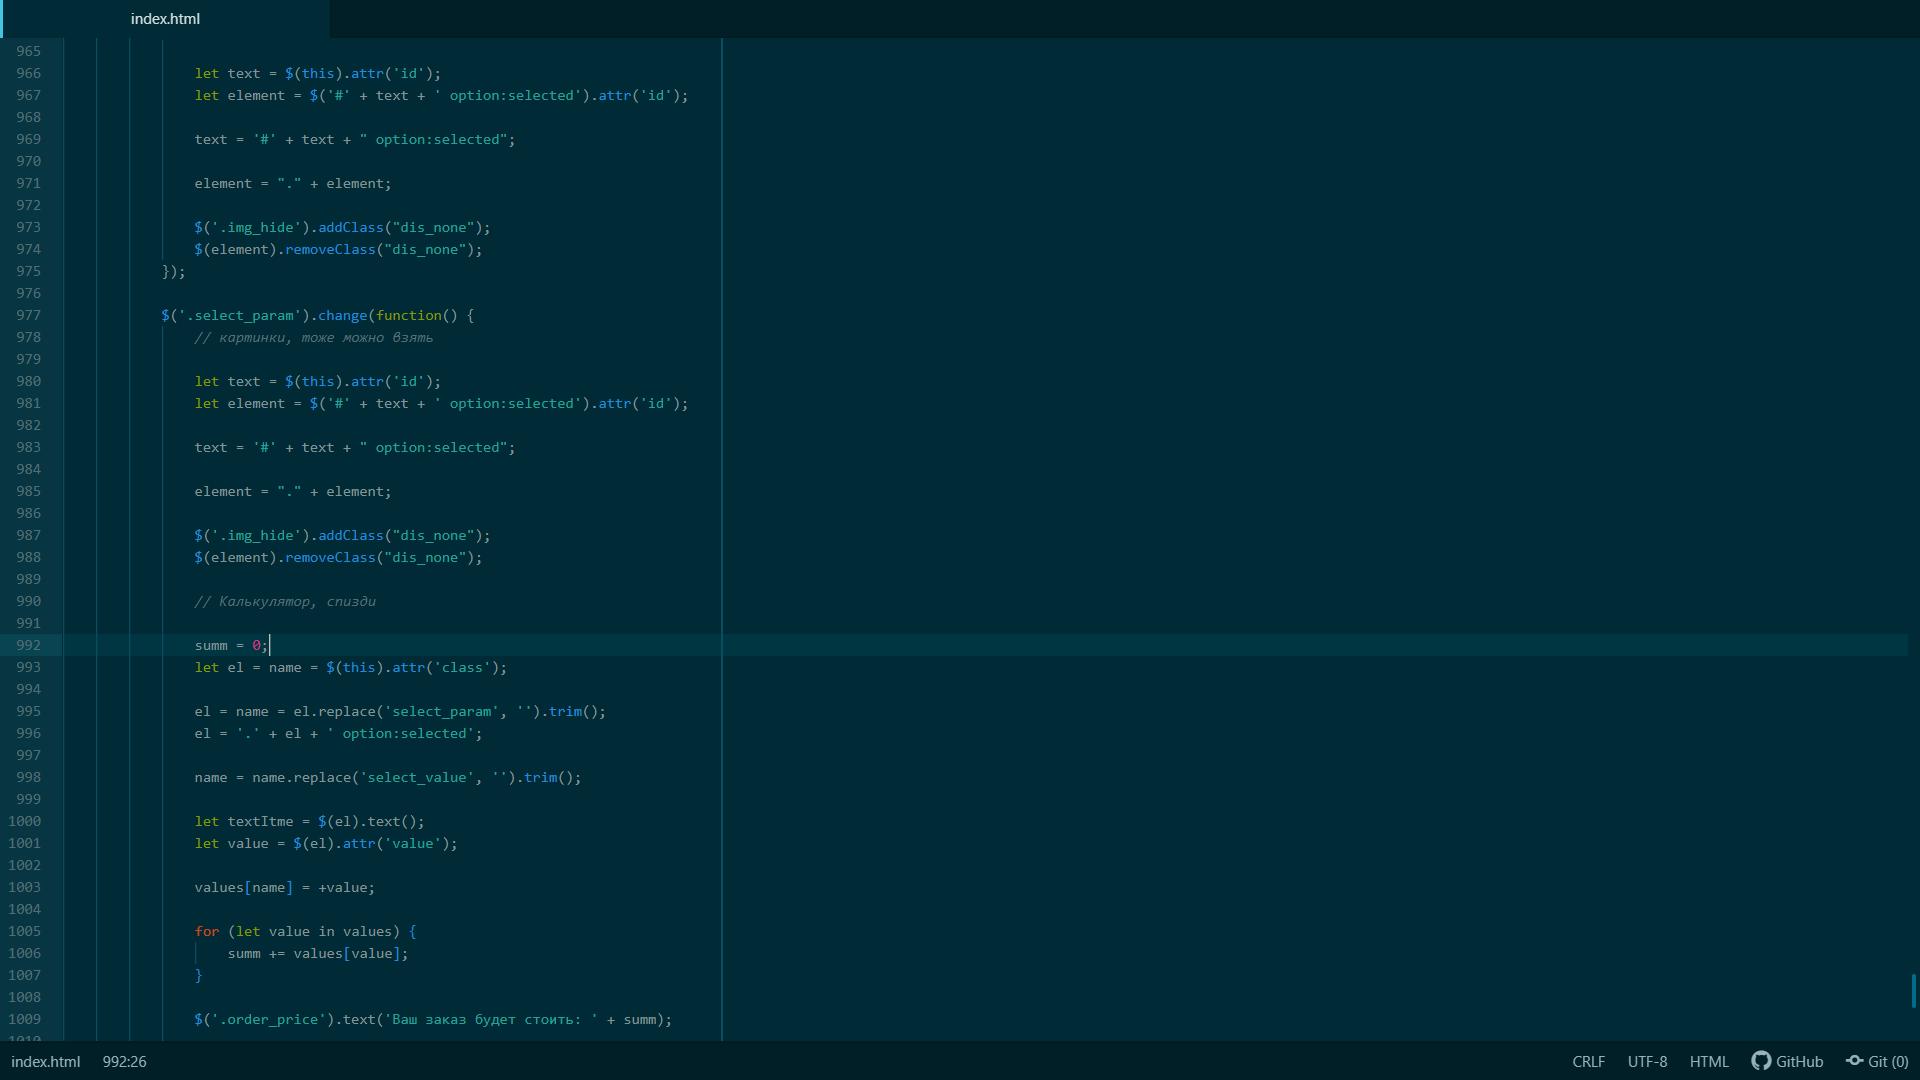 index.html
965
966 let text = $(this).attr('id');
967 let element = $('#' + text + ' option:selected').attr('id');
968
969 text = '#' + text + " option:selected";
970
971 element = "." + element;
972
973 $('.img_hide').addClass("dis_none");
974 $(element).removeClass("dis_none");
975 });
976
977 $('.select_param').change(function() {
978 // картинки, тоже можно взять
979
980 let text = $(this).attr('id');
981 let element = $('#' + text + ' option:selected').attr('id');
982
983 text = '#' + text + " option:selected";
984
985 element = "." + element;
986
987 $('.img_hide').addClass("dis_none");
988 $(element).removeClass("dis_none");
989
990 // Калькулятор, спизди
991
992 summ = 0;
993 let el = name = $(this).attr('class');
994
995 el = name = el.replace('select_param', '').trim();
996 el = '.' + el + ' option:selected';
997
998 name = name.replace('select_value', '').trim();
999
1000 let textItme = $(el).text();
1001 let value = $(el).attr('value');
1002
1003 values[name] = +value;
1004
1005 for (let value in values) {
1006 summ += values[value];
1007 }
1008
1009 $('.order_price').text('Ваш заказ будет стоить: ' + summ);
1010
index.html 992:26 CRLF UTF-8 HTML GitHub Git (0)